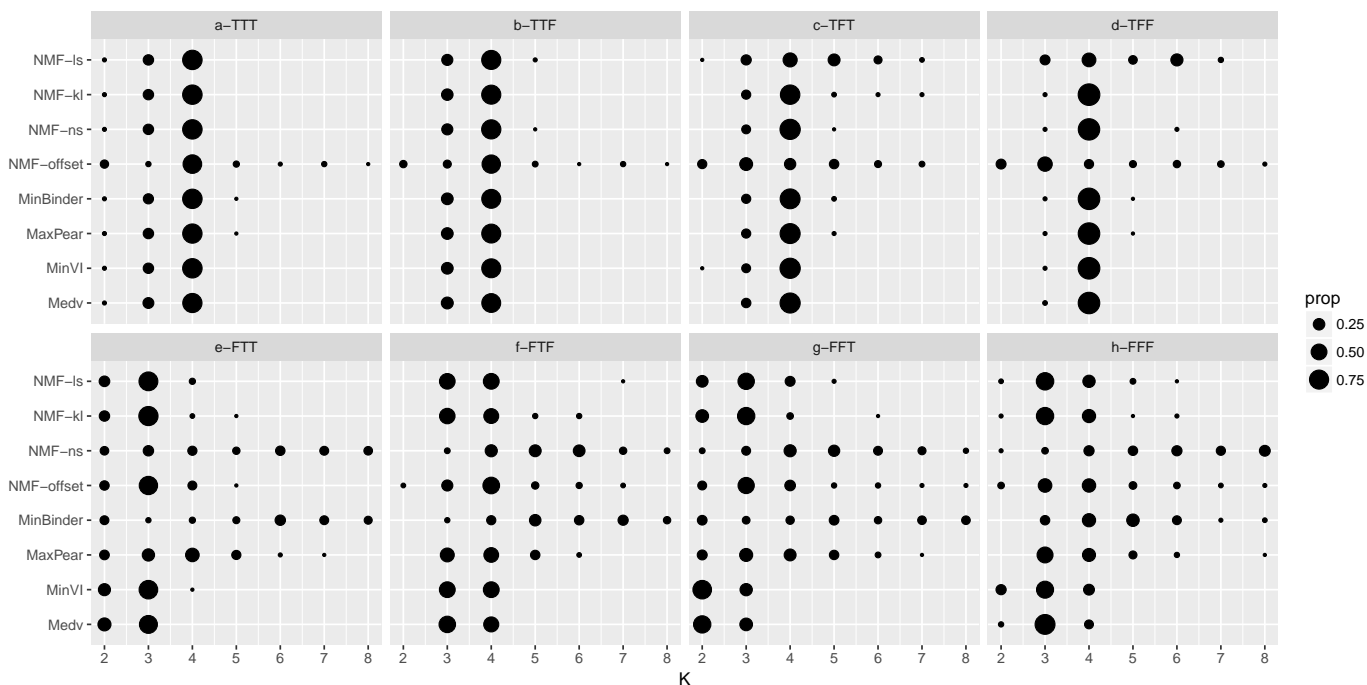 a−TTT b−TTF c−TFT d−TFF
NMF−ls
NMF−kl
NMF−ns
NMF−offset
MinBinder
MaxPear
MinVI
Medv
prop
0.25
0.50
0.75
e−FTT f−FTF g−FFT h−FFF
NMF−ls
NMF−kl
NMF−ns
NMF−offset
MinBinder
MaxPear
MinVI
Medv
2 3 4 5 6 7 8 2 3 4 5 6 7 8 2 3 4 5 6 7 8 2 3 4 5 6 7 8
K